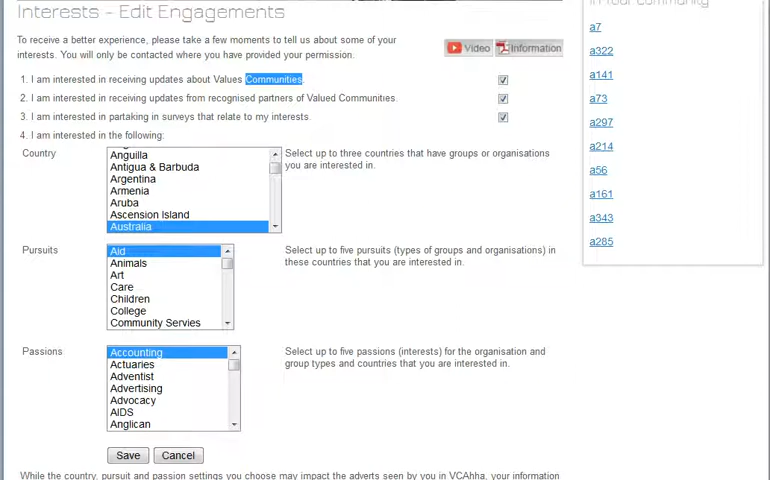 Interests - Edit Engagements
To receive a better experience, please take a few moments to tell us about some of your
interests. You will only be contacted where you have provided your permission.
Video
Information
1. I am interested in receiving updates about Values Communities
2. I am interested in receiving updates from recognised partners of Valued Communities.
3. I am interested in partaking in surveys that relate to my interests.
4. I am interested in the following:
Country
Anguilla
Antigua & Barbuda
Argentina
Armenia
Aruba
Ascension Island
Australia
Select up to three countries that have groups or organisations
you are interested in.
Pursuits
Aid
Animals
Art
Care
Children
College
Community Servies
Select up to five pursuits (types of groups and organisations) in
these countries that you are interested in.
Passions
Accounting
Actuaries
Adventist
Advertising
Advocacy
AIDS
Anglican
Select up to five passions (interests) for the organisation and
group types and countries that you are interested in.
Save
Cancel
While the country, pursuit and passion settings you choose may impact the adverts seen by you in VCAhha, your information
in your community
a7
a322
a141
a73
a297
a214
a56
a161
a343
a285